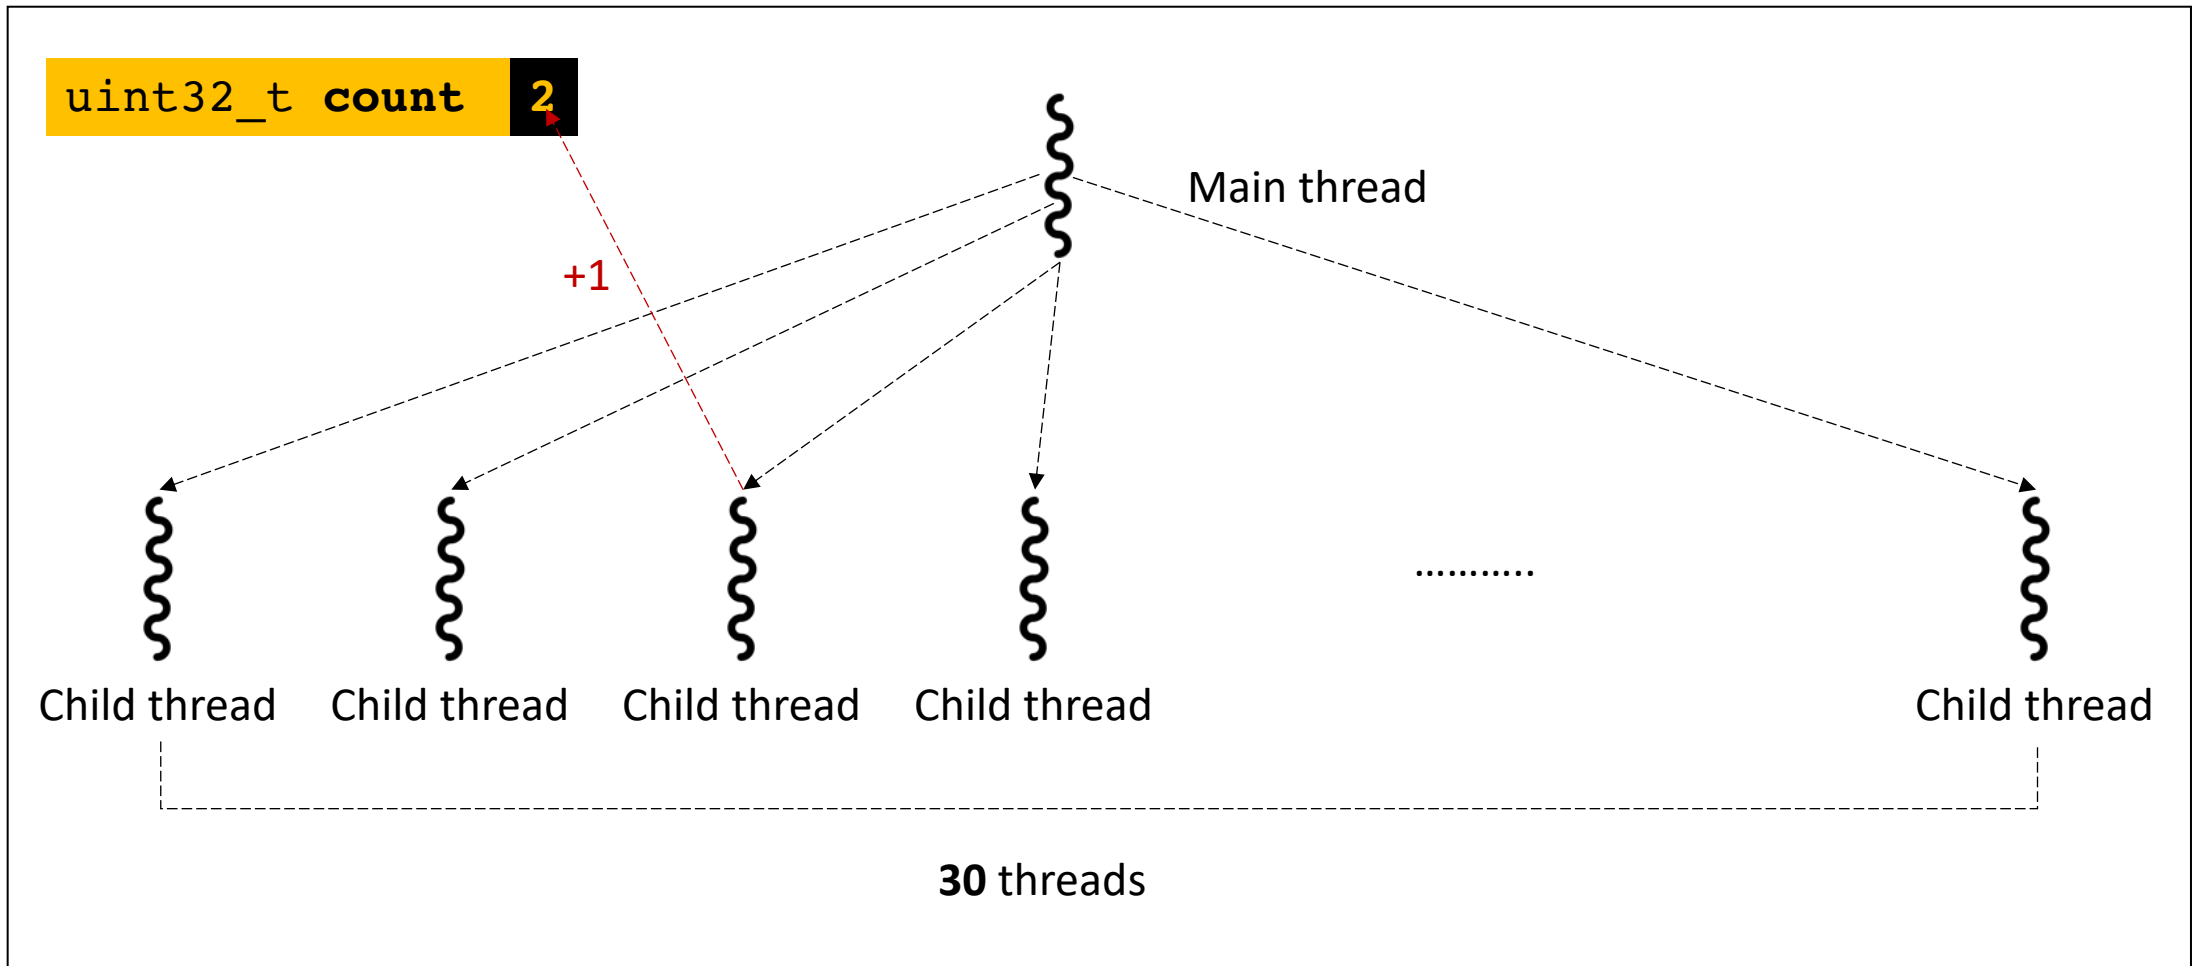 uint32_t count 2
Main thread
+1
...........
Child thread Child thread Child thread Child thread Child thread
30 threads